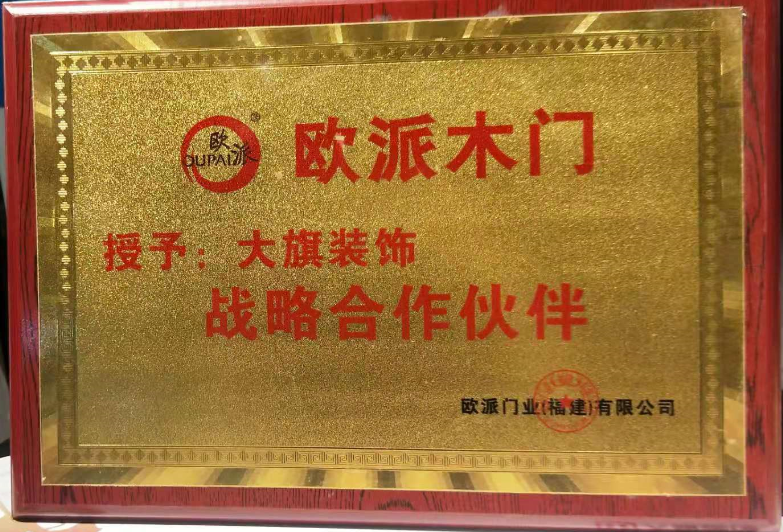 欧派
OUPAI
®
欧派木门
授予：大旗装饰
战略合作伙伴
欧派门业(福建)有限公司